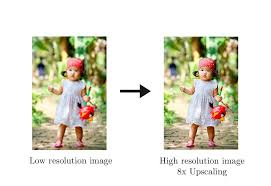 Low resolution image
High resolution image
8x Upscaling